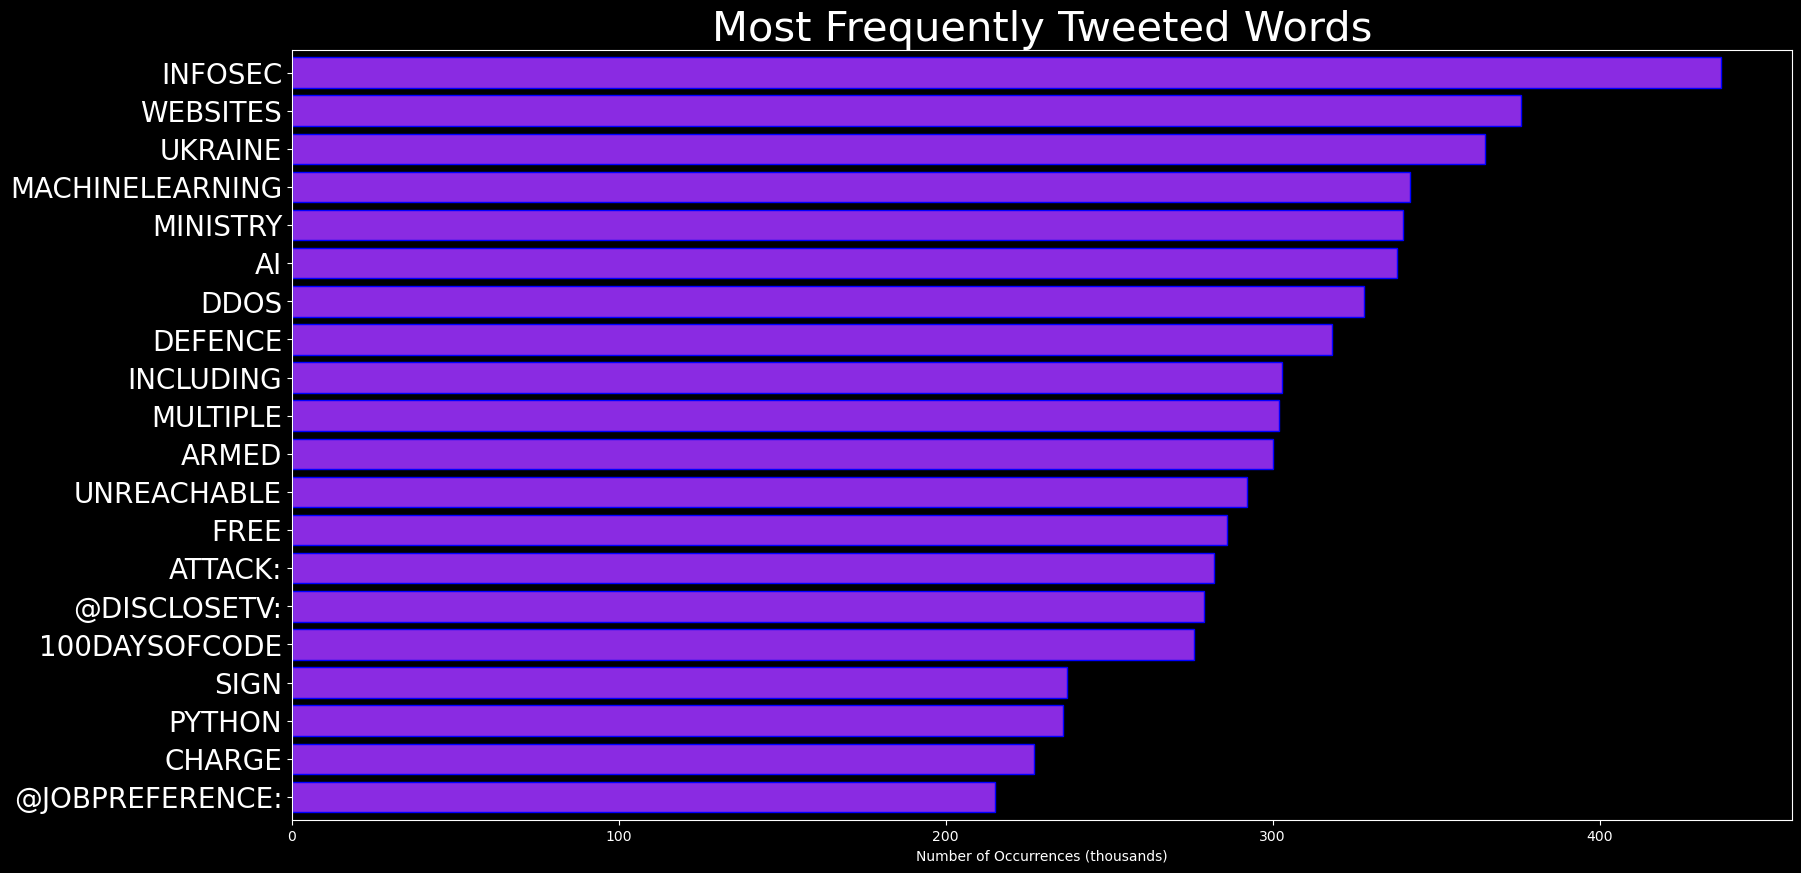 Most Frequently Tweeted Words
INFOSEC
WEBSITES
UKRAINE
MACHINELEARNING
MINISTRY
AI
DDOS
DEFENCE
INCLUDING
MULTIPLE
ARMED
UNREACHABLE
FREE
ATTACK:
@DISCLOSETV:
100DAYSOFCODE
SIGN
PYTHON
CHARGE
@JOBPREFERENCE:
0 100 200 300 400
Number of Occurrences (thousands)